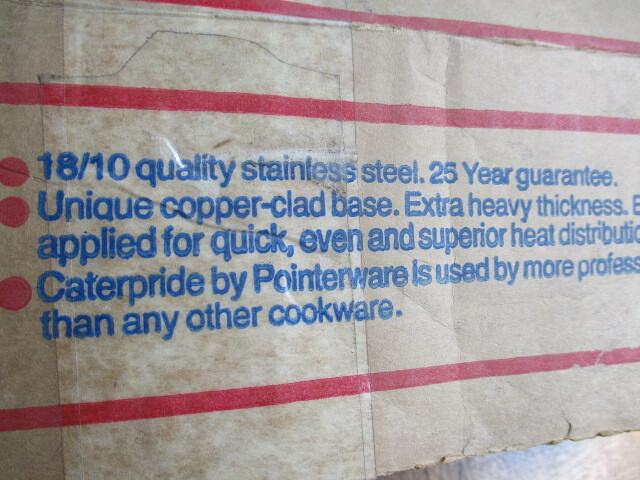 18/10 quality stainless steel. 25 Year guarantee.
Unique copper-clad base. Extra heavy thickness.
applied for quick, even and superior heat
Caterpride by Pointerware is used by more
than any other cookware.